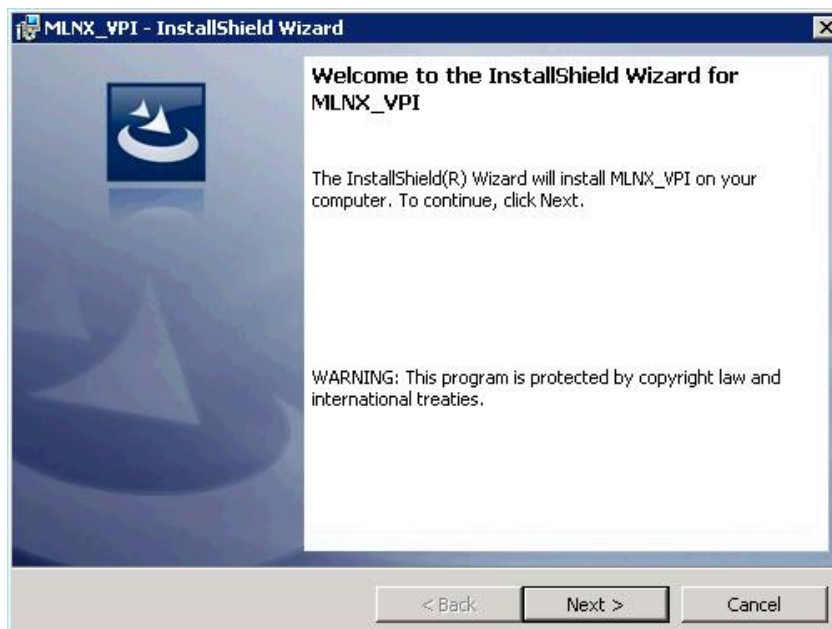 MLNX_VPI - InstallShield Wizard
Welcome to the InstallShield Wizard for
MLNX_VPI
The InstallShield(R) Wizard will install MLNX_VPI on your
computer. To continue, click Next.
WARNING: This program is protected by copyright law and
international treaties.
< Back
Next >
Cancel